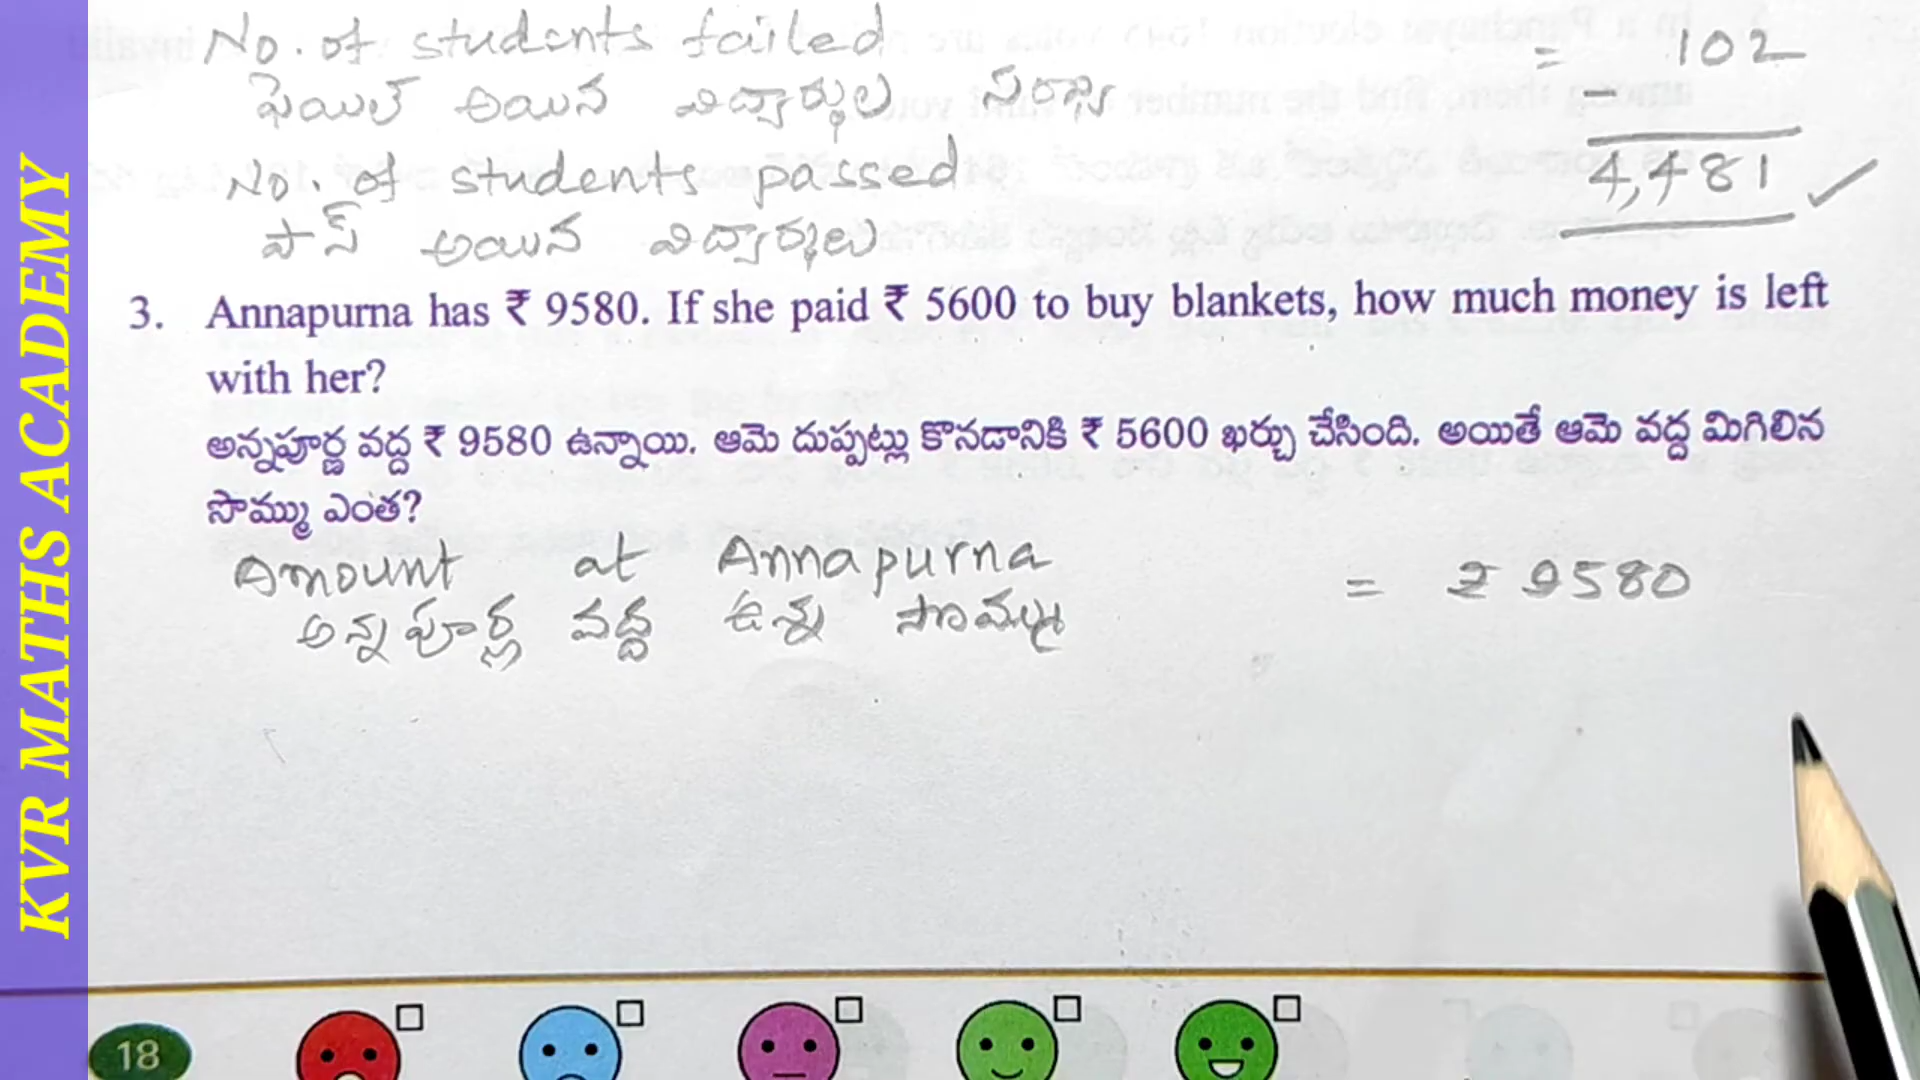 KVR MATHS ACADEMY
No. of students failed = 102
ఫెయిల్ అయిన విద్యార్థుల సంఖ్య -
No. of students passed 4,481 ✓
పాస్ అయిన విద్యార్థులు
3. Annapurna has ₹ 9580. If she paid ₹ 5600 to buy blankets, how much money is left
with her?
అన్నపూర్ణ వద్ద ₹ 9580 ఉన్నాయి. ఆమె దుప్పట్లు కొనడానికి ₹ 5600 ఖర్చు చేసింది. అయితే ఆమె వద్ద మిగిలిన
సొమ్ము ఎంత?
Amount at Annapurna = ₹ 9580
అన్నపూర్ణ వద్ద ఉన్న సొమ్ము
18